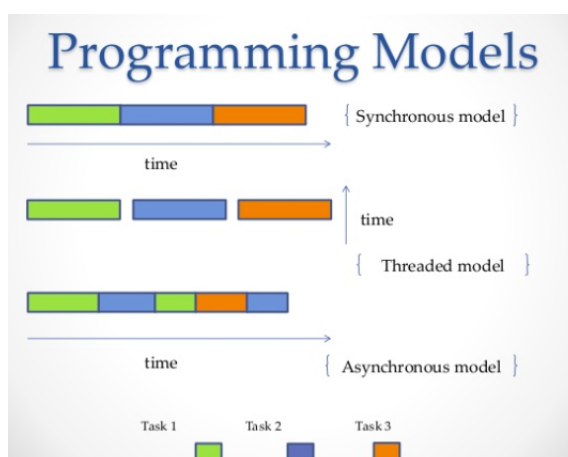 Programming Models
{ Synchronous model }
time
time
{ Threaded model }
time
{ Asynchronous model }
Task 1 Task 2 Task 3